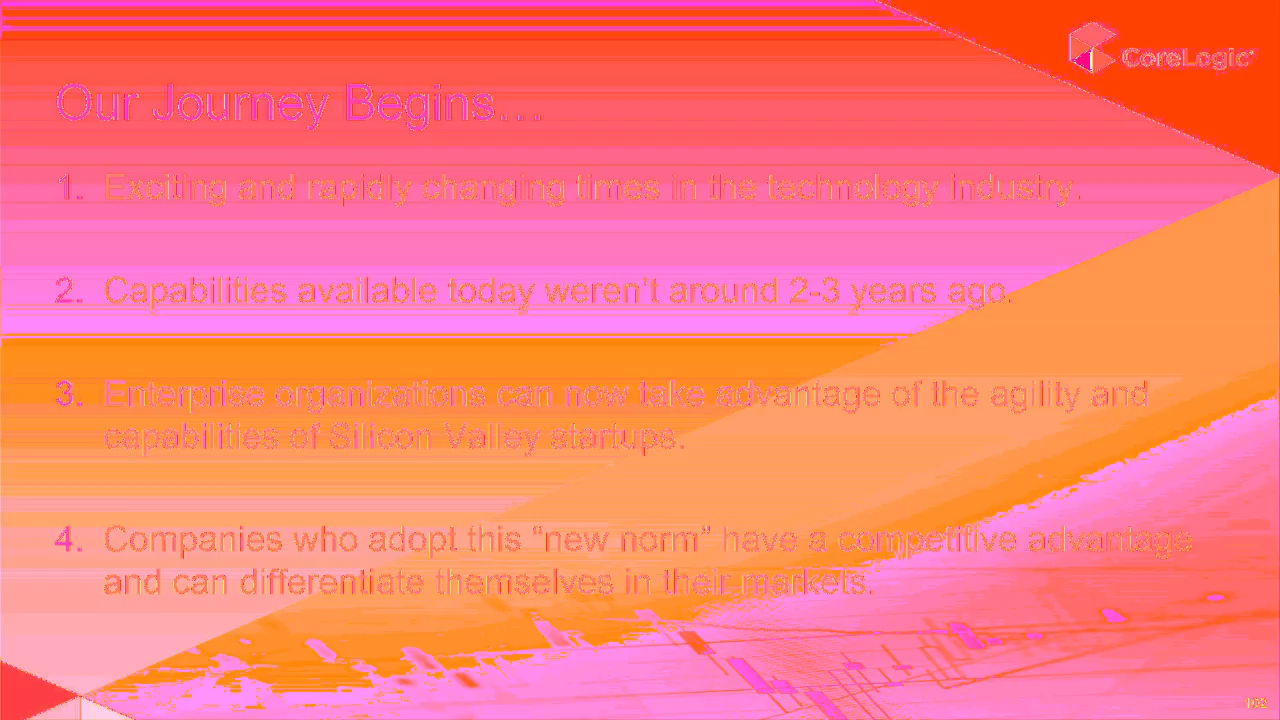 CoreLogic
Our Journey Begins…
1. Exciting and rapidly changing times in the technology industry.
2. Capabilities available today weren't around 2-3 years ago.
3. Enterprise organizations can now take advantage of the agility and
capabilities of Silicon Valley startups.
4. Companies who adopt this “new norm” have a competitive advantage
and can differentiate themselves in their markets.